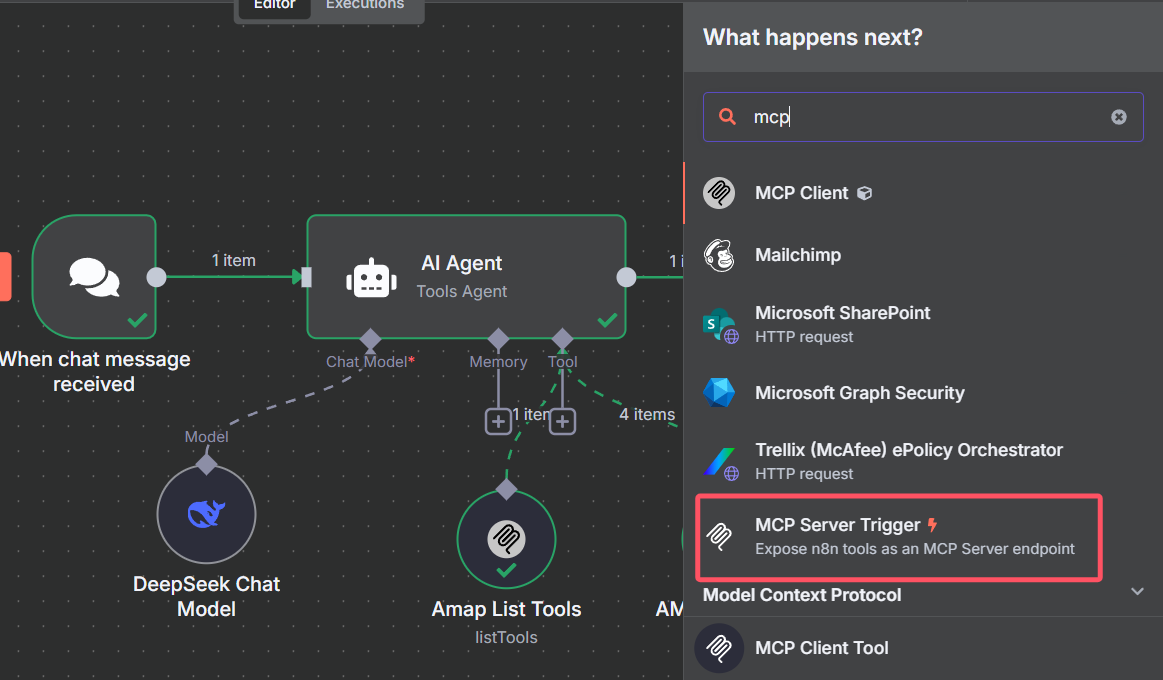 Editor
Executions
What happens next?
mcp
MCP Client
Mailchimp
Microsoft SharePoint
HTTP request
Microsoft Graph Security
Trellix (McAfee) ePolicy Orchestrator
HTTP request
MCP Server Trigger
Expose n8n tools as an MCP Server endpoint
Model Context Protocol
MCP Client Tool
1 item
AI Agent
Tools Agent
1 i
When chat message
received
Chat Model*
Memory
Tool
1 item
4 items
Model
DeepSeek Chat
Model
Amap List Tools
listTools
AM
S